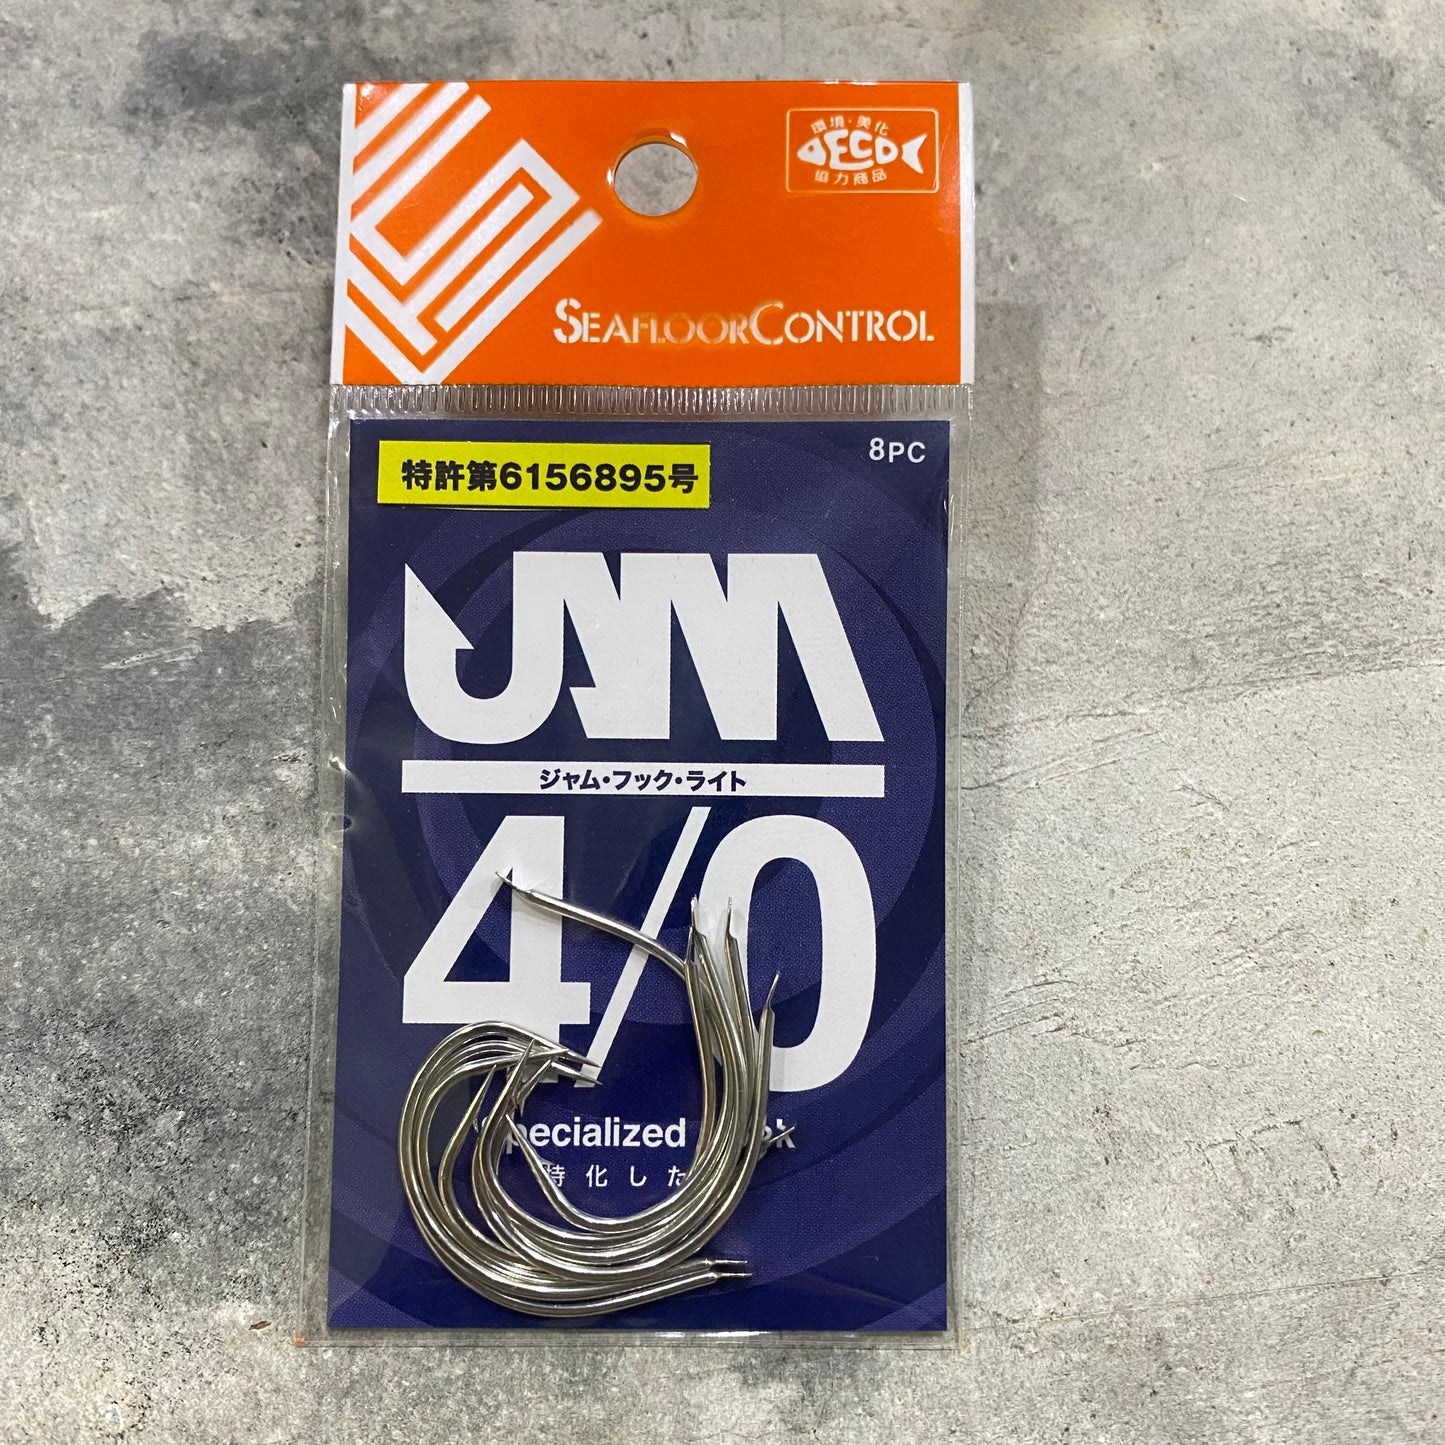 環境・美化
ECO
協力商品
SEAFLOORCONTROL
特許第6156895号
8PC
JAM
ジャム・フック・ライト
4/0
Specialized
特化した